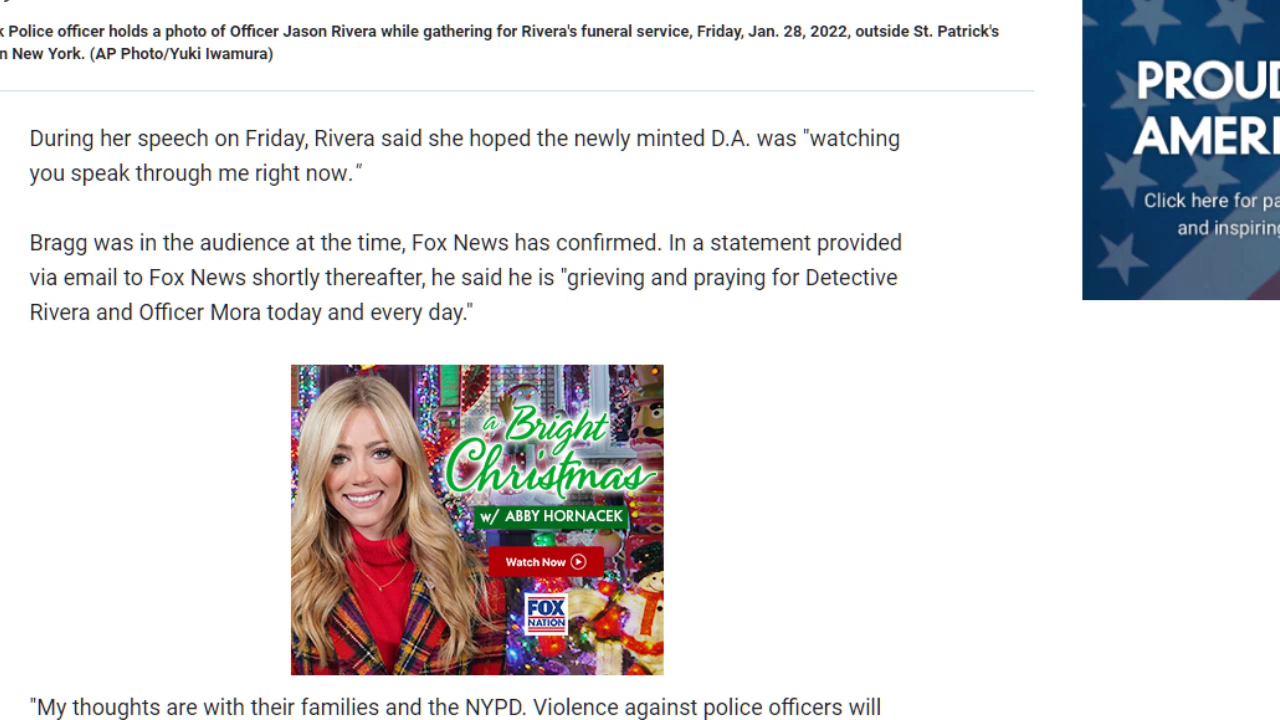 Police officer holds a photo of Officer Jason Rivera while gathering for Rivera's funeral service, Friday, Jan. 28, 2022, outside St. Patrick's
New York. (AP Photo/Yuki Iwamura)
During her speech on Friday, Rivera said she hoped the newly minted D.A. was "watching
you speak through me right now."
Bragg was in the audience at the time, Fox News has confirmed. In a statement provided
via email to Fox News shortly thereafter, he said he is "grieving and praying for Detective
Rivera and Officer Mora today and every day."
a Bright
Christmas
w/ ABBY HORNACEK
Watch Now
FOX
NATION
"My thoughts are with their families and the NYPD. Violence against police officers will
PROUD
AMERI
Click here for pa
and inspiring